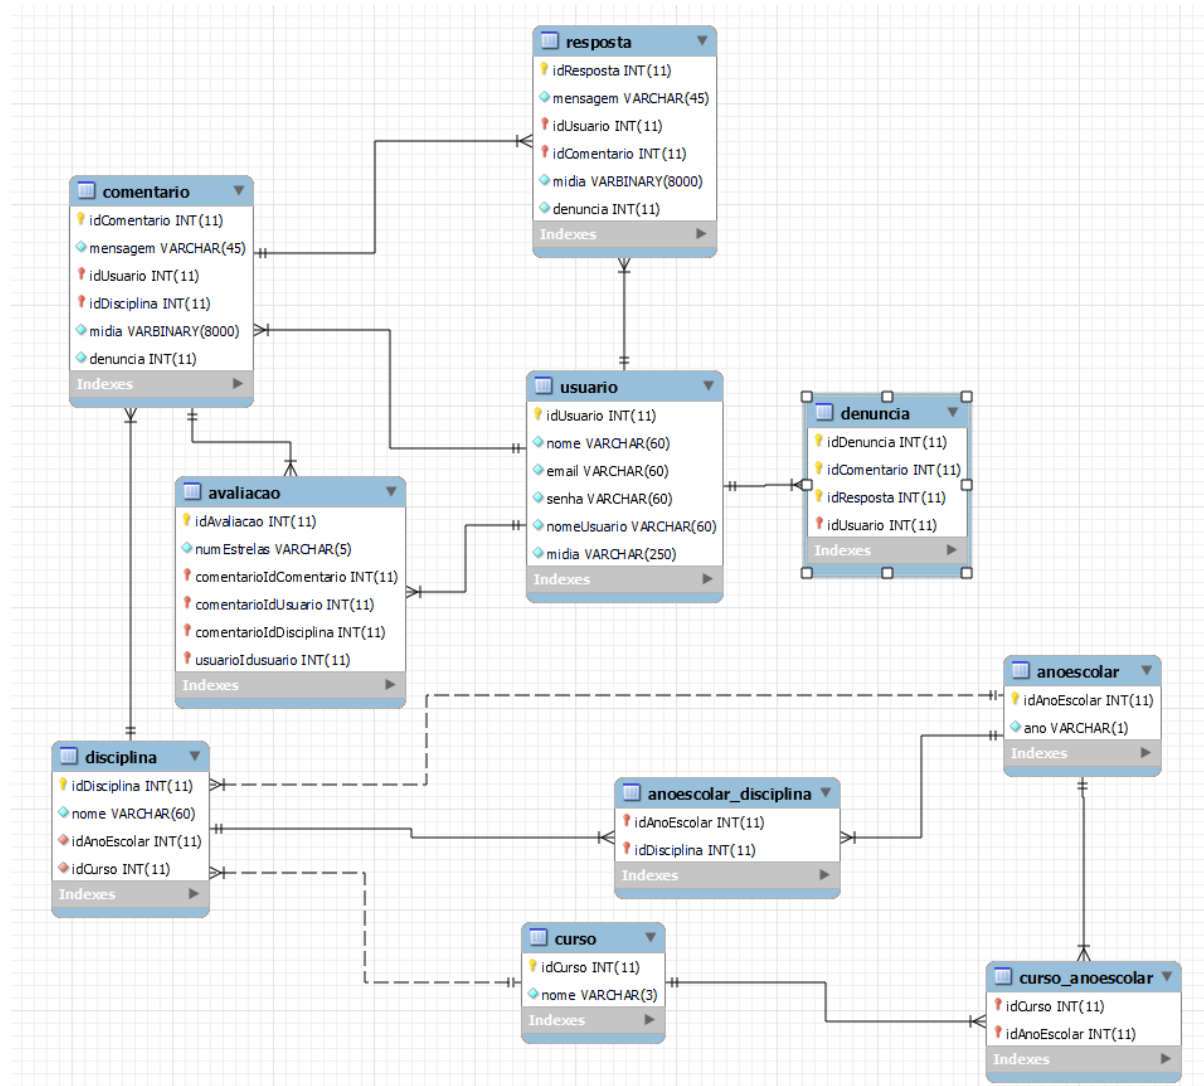 resposta
idResposta INT(11)
mensagem VARCHAR(45)
idUsuario INT(11)
idComentario INT(11)
midia VARBINARY(8000)
denuncia INT(11)
Indexes
comentario
idComentario INT(11)
mensagem VARCHAR(45)
idUsuario INT(11)
idDisciplina INT(11)
midia VARBINARY(8000)
denuncia INT(11)
Indexes
usuario
idUsuario INT(11)
nome VARCHAR(60)
email VARCHAR(60)
senha VARCHAR(60)
nomeUsuario VARCHAR(60)
midia VARCHAR(250)
Indexes
denuncia
idDenuncia INT(11)
idComentario INT(11)
idResposta INT(11)
idUsuario INT(11)
Indexes
avaliacao
idAvaliacao INT(11)
numEstrelas VARCHAR(5)
comentarioIdComentario INT(11)
comentarioIdUsuario INT(11)
comentarioIdDisciplina INT(11)
usuarioIdusuario INT(11)
Indexes
anoescolar
idAnoEscolar INT(11)
ano VARCHAR(1)
Indexes
disciplina
idDisciplina INT(11)
nome VARCHAR(60)
idAnoEscolar INT(11)
idCurso INT(11)
Indexes
anoescolar_disciplina
idAnoEscolar INT(11)
idDisciplina INT(11)
Indexes
curso
idCurso INT(11)
nome VARCHAR(3)
Indexes
curso_anoescolar
idCurso INT(11)
idAnoEscolar INT(11)
Indexes